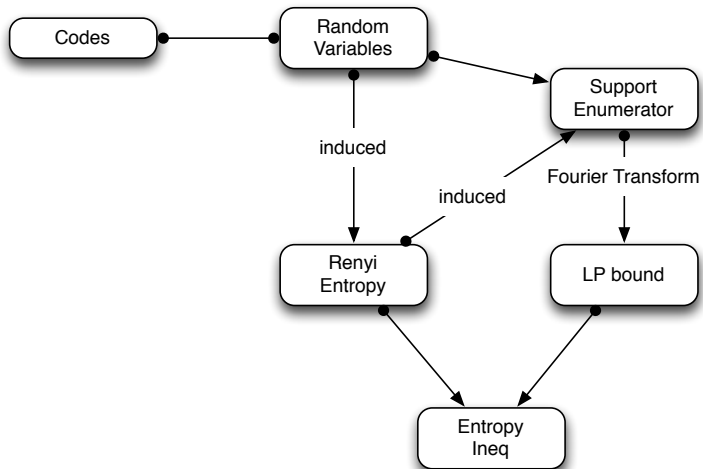 Codes
Random
Variables
Support
Enumerator
induced
Fourier Transform
induced
Renyi
Entropy
LP bound
Entropy
Ineq